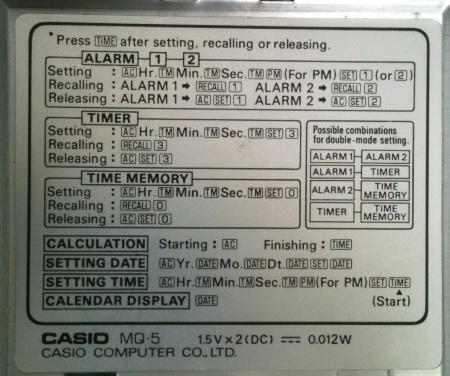 *Press TIME after setting, recalling or releasing.
ALARM 1 2
Setting : AC Hr. TM Min. TM Sec. TM PM (For PM) SET 1 (or 2)
Recalling : ALARM 1 ➡ RECALL 1 ALARM 2 ➡ RECALL 2
Releasing : ALARM 1 ➡ AC SET 1 ALARM 2 ➡ AC SET 2
TIMER
Setting : AC Hr. TM Min. TM Sec. TM SET 3
Recalling : RECALL 3
Releasing : AC SET 3
TIME MEMORY
Setting : AC Hr. TM Min. TM Sec. TM SET 0
Recalling : RECALL 0
Releasing : AC SET 0
Possible combinations
for double-mode setting.
ALARM 1 ALARM 2
ALARM 1 TIMER
ALARM 2 TIME MEMORY
TIMER TIME MEMORY
CALCULATION Starting : AC Finishing : TIME
SETTING DATE AC Yr. DATE Mo. DATE Dt. DATE SET DATE
SETTING TIME AC Hr. TM Min. TM Sec. TM PM (For PM) SET TIME
CALENDAR DISPLAY DATE (Start)
CASIO MQ-5 1.5V×2(DC) ⎓ 0.012W
CASIO COMPUTER CO., LTD.